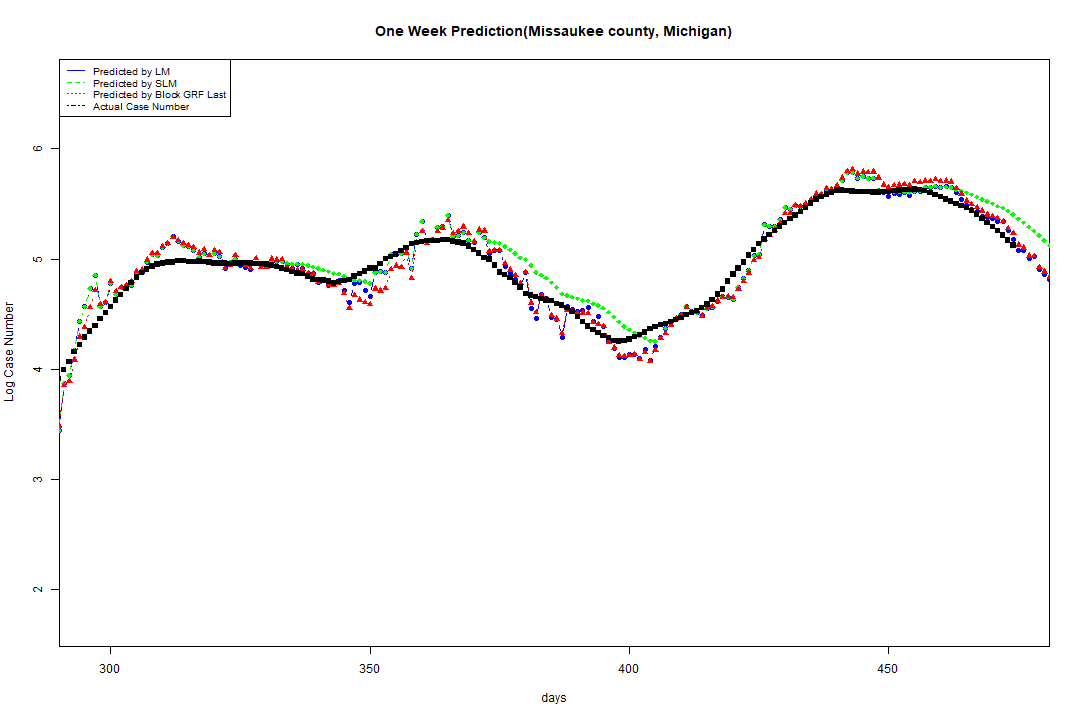 One Week Prediction(Missaukee county, Michigan)
Predicted by LM
Predicted by SLM
Predicted by Block GRF Last
Actual Case Number
6
5
4
3
2
Log Case Number
300 350 400 450
days